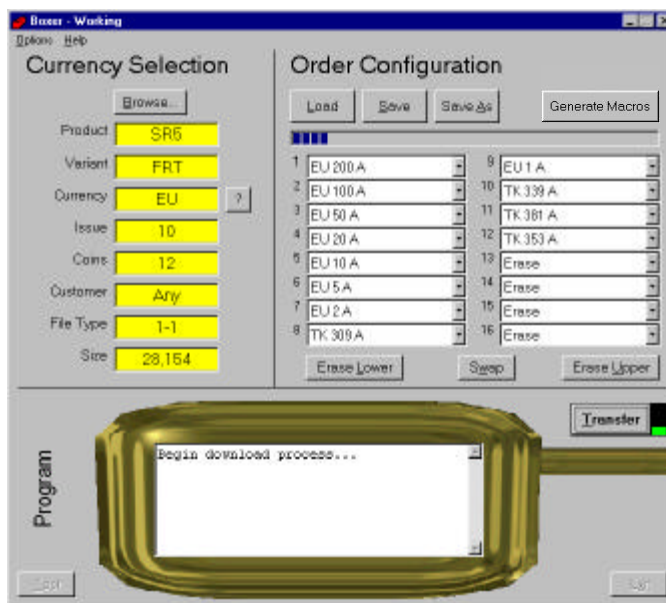 Boxer - Working
Options Help
Currency Selection
Browse...
Product SR5
Variant FRT
Currency EU ?
Issue 10
Coins 12
Customer Any
File Type 1-1
Size 28,154
Order Configuration
Load Save Save As Generate Macros
1 EU 200 A 9 EU 1 A
2 EU 100 A 10 TK 339 A
3 EU 50 A 11 TK 381 A
4 EU 20 A 12 TK 353 A
5 EU 10 A 13 Erase
6 EU 5 A 14 Erase
7 EU 2 A 15 Erase
8 TK 309 A 16 Erase
Erase Lower Swap Erase Upper
Transfer
Program
Begin download process...